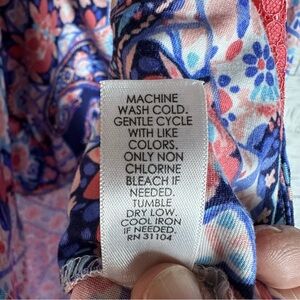 MACHINE
WASH COLD.
GENTLE CYCLE
WITH LIKE
COLORS.
ONLY NON
CHLORINE
BLEACH IF
NEEDED.
TUMBLE
DRY LOW.
COOL IRON
IF NEEDED.
RN 31104